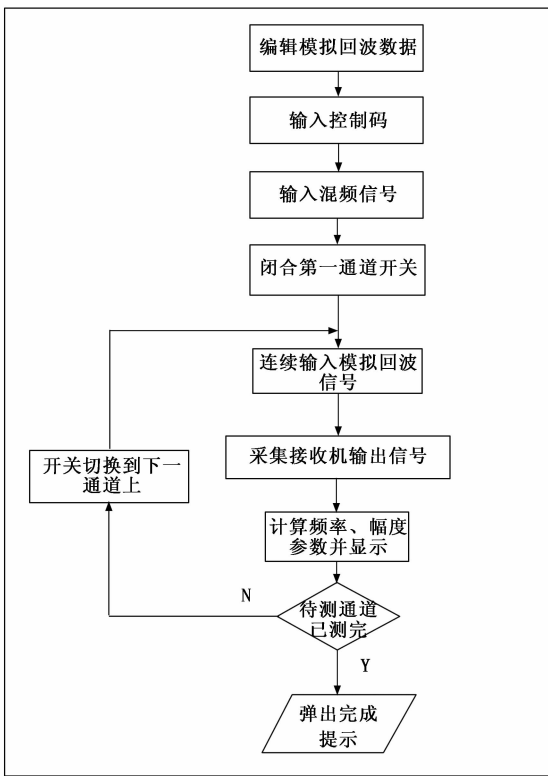 编辑模拟回波数据
输入控制码
输入混频信号
闭合第一通道开关
连续输入模拟回波
信号
采集接收机输出信号
开关切换到下一
通道上
计算频率、幅度
参数并显示
N
待测通道
已测完
Y
弹出完成
提示